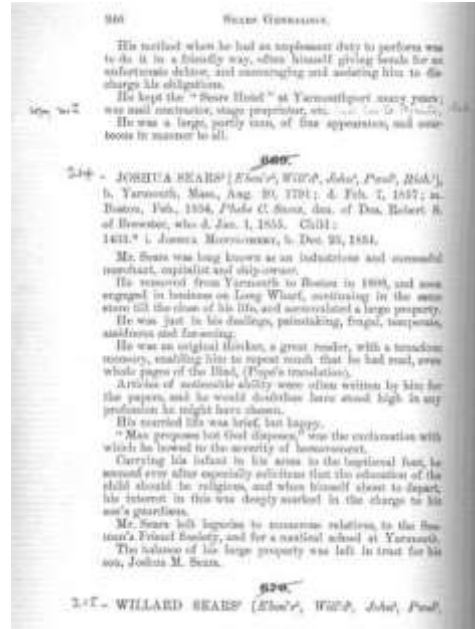 SEARS GENEALOGY.
His method when he had an unpleasant duty to perform was
to do it in a friendly way, often himself giving bonds for an
unfortunate debtor, and encouraging and assisting him to dis-
charge his obligations.
He kept the "Sears Hotel" at Yarmouthport many years;
was mail contractor, stage proprietor, etc.
He was a large, portly man, of fine appearance, and cour-
teous in manner to all.
669.
214 - JOSHUA SEARS [Eben'r, Will'd, John, Paul, Rich.],
b. Yarmouth, Mass., Aug. 20, 1791; d. Feb. 7, 1857; m.
Boston, Feb., 1854, Phebe C. Snow, dau. of Dea. Robert S.
of Brewster, who d. Jan. 1, 1855. Child:
1433.* i. JOSHUA MONTGOMERY, b. Dec. 25, 1854.
Mr. Sears was long known as an industrious and successful
merchant, capitalist and ship-owner.
He removed from Yarmouth to Boston in and soon
engaged in business on Long Wharf, continuing in the same
store till the close of his life, and accumulated a large property.
He was just in his dealings, painstaking, frugal, temperate,
assiduous and far-seeing.
He was an original thinker, a great reader, with a tenacious
memory, enabling him to repeat much that he had read, even
whole pages of the Iliad, (Pope's translation).
Articles of noticeable ability were often written by him for
the papers, and he would doubtless have stood high in any
profession he might have chosen.
His married life was brief, but happy.
"Man proposes but God disposes," was the exclamation with
which he bowed to the severity of bereavement.
Carrying his infant in his arms to the baptismal font, he
seemed ever after especially solicitous that the education of the
child should be religious, and when himself about to depart,
his interest in this was deeply marked in the charge to his
son's guardians.
Mr. Sears left legacies to numerous relatives, to the Sea-
man's Friend Society, and for a nautical school at Yarmouth.
The balance of his large property was left in trust for his
son, Joshua M. Sears.
670.
215 - WILLARD SEARS [Eben'r, Will'd, John, Paul,